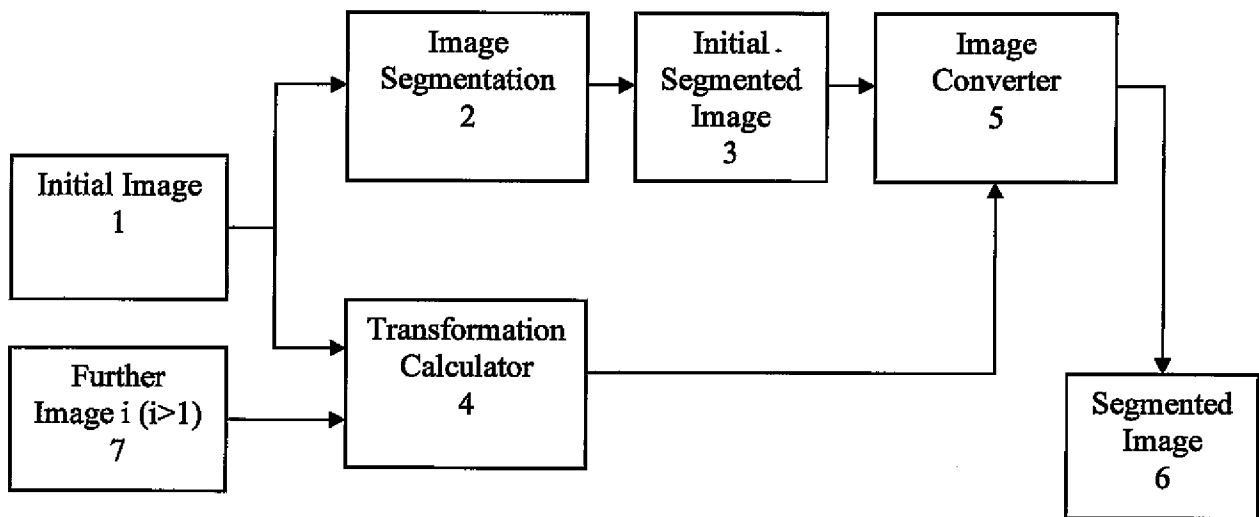 Image
Segmentation
2
Initial
Segmented
Image
3
Image
Converter
5
Initial Image
1
Transformation
Calculator
4
Further
Image i (i>1)
7
Segmented
Image
6